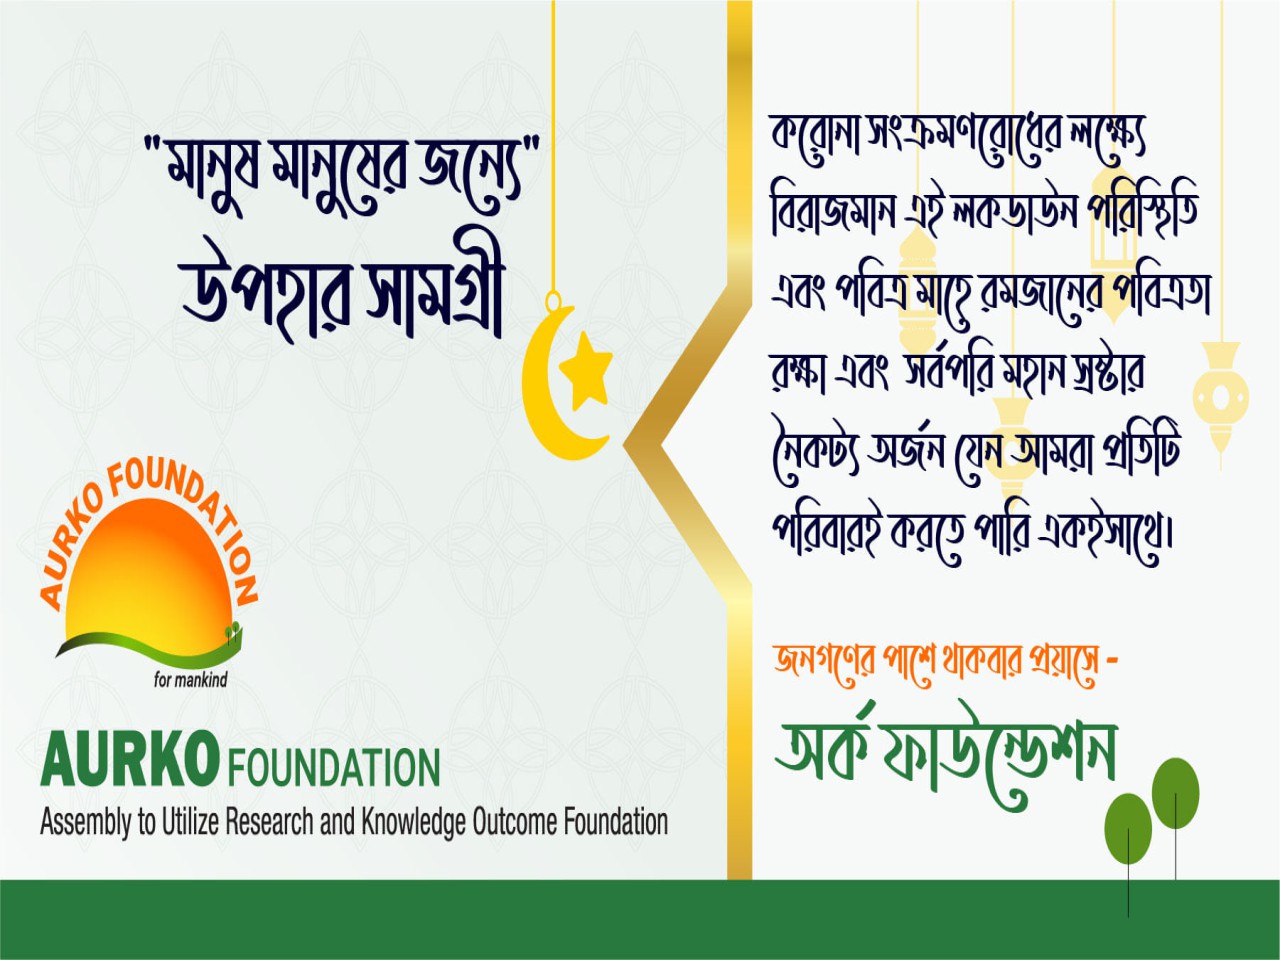 "মানুষ মানুষের জন্যে"
উপহার সামগ্রী
AURKO FOUNDATION
for mankind
AURKO FOUNDATION
Assembly to Utilize Research and Knowledge Outcome Foundation
করোনা সংক্রমণরোধের লক্ষ্যে
বিরাজমান এই লকডাউন পরিস্থিতি
এবং পবিত্র মাহে রমজানের পবিত্রতা
রক্ষা এবং সর্বপরি মহান স্রষ্টার
নৈকট্য অর্জন যেন আমরা প্রতিটি
পরিবারই করতে পারি একইসাথে।
জনগণের পাশে থাকবার প্রয়াসে -
অর্ক ফাউন্ডেশন